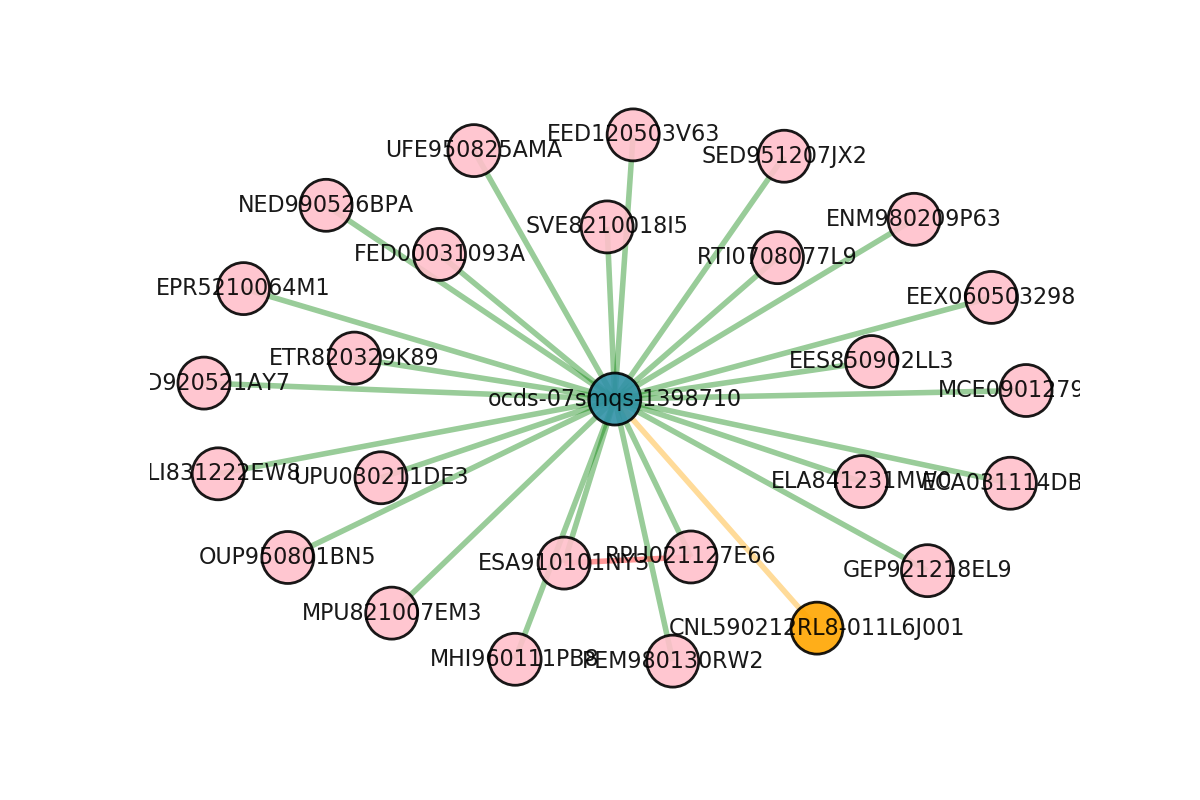 EED120503V63
UFE950825AMA
SED951207JX2
NED990526BPA
ENM980209P63
SVE8210018I5
FED00031093A
RTI0708077L9
EPR5210064M1
EEX060503298
ETR820329K89
EES850902LL3
D920521AY7
MCE0901279
ocds-07smqs-1398710
LI831222EW8
UPU030211DE3
ELA841231MW0
ECA031114DB
OUP950801BN5
ESA910101NY3
RPU021127E66
GEP921218EL9
MPU821007EM3
CNL590212RL8-011L6J001
MHI960111PB8
PEM980130RW2